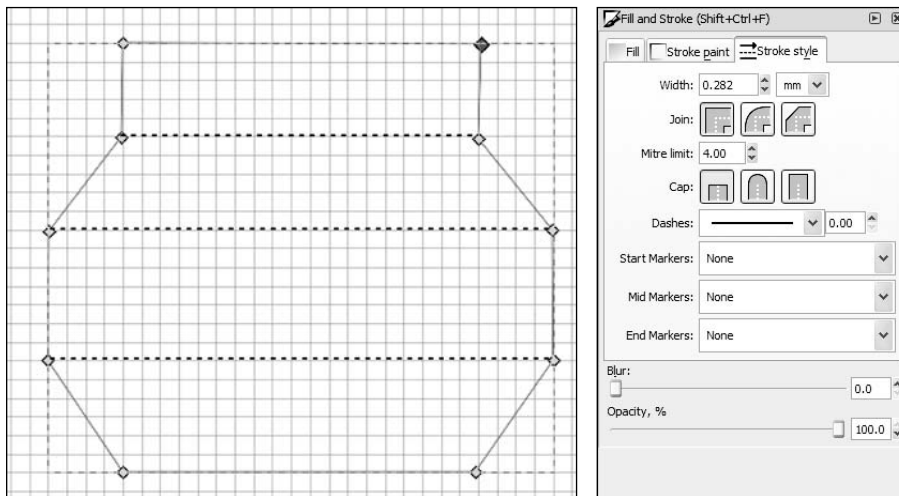 Fill and Stroke (Shift+Ctrl+F)
Fill Stroke paint Stroke style
Width: 0.282 mm
Join:
Mitre limit: 4.00
Cap:
Dashes: 0.00
Start Markers: None
Mid Markers: None
End Markers: None
Blur:
0.0
Opacity, %
100.0